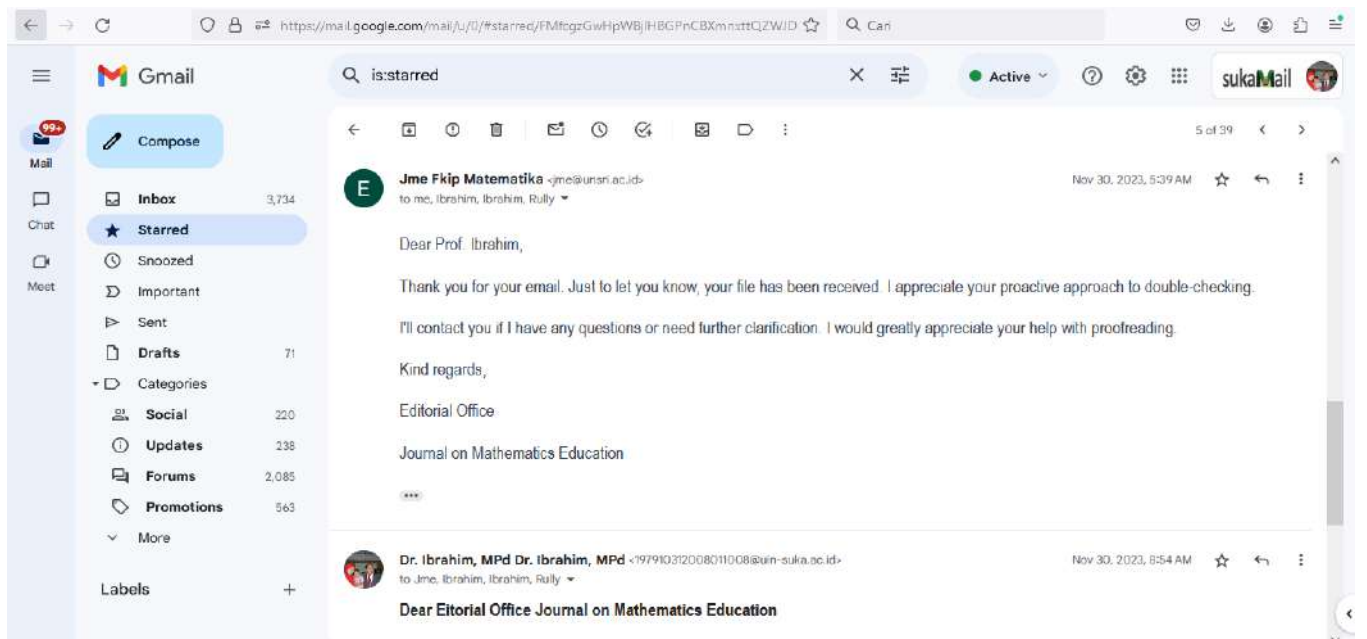 https://mail.google.com/mail/u/0/#starred/FMfcgzGwHpWBjJHBGPnCBXmnxttQZWJD
Cari
Gmail
is:starred
Active
sukaMail
99+
Mail
Chat
Meet
Compose
Inbox 3,734
Starred
Snoozed
Important
Sent
Drafts 71
Categories
Social 220
Updates 238
Forums 2,085
Promotions 563
More
Labels +
5 of 39
E
Jme Fkip Matematika <jme@unsri.ac.id>
Nov 30, 2023, 5:39 AM
to me, Ibrahim, Ibrahim, Rully
Dear Prof. Ibrahim,
Thank you for your email. Just to let you know, your file has been received. I appreciate your proactive approach to double-checking.
I'll contact you if I have any questions or need further clarification. I would greatly appreciate your help with proofreading.
Kind regards,
Editorial Office
Journal on Mathematics Education
Dr. Ibrahim, MPd Dr. Ibrahim, MPd <197910312008011008@uin-suka.ac.id>
Nov 30, 2023, 8:54 AM
to Jme, Ibrahim, Ibrahim, Rully
Dear Eitorial Office Journal on Mathematics Education